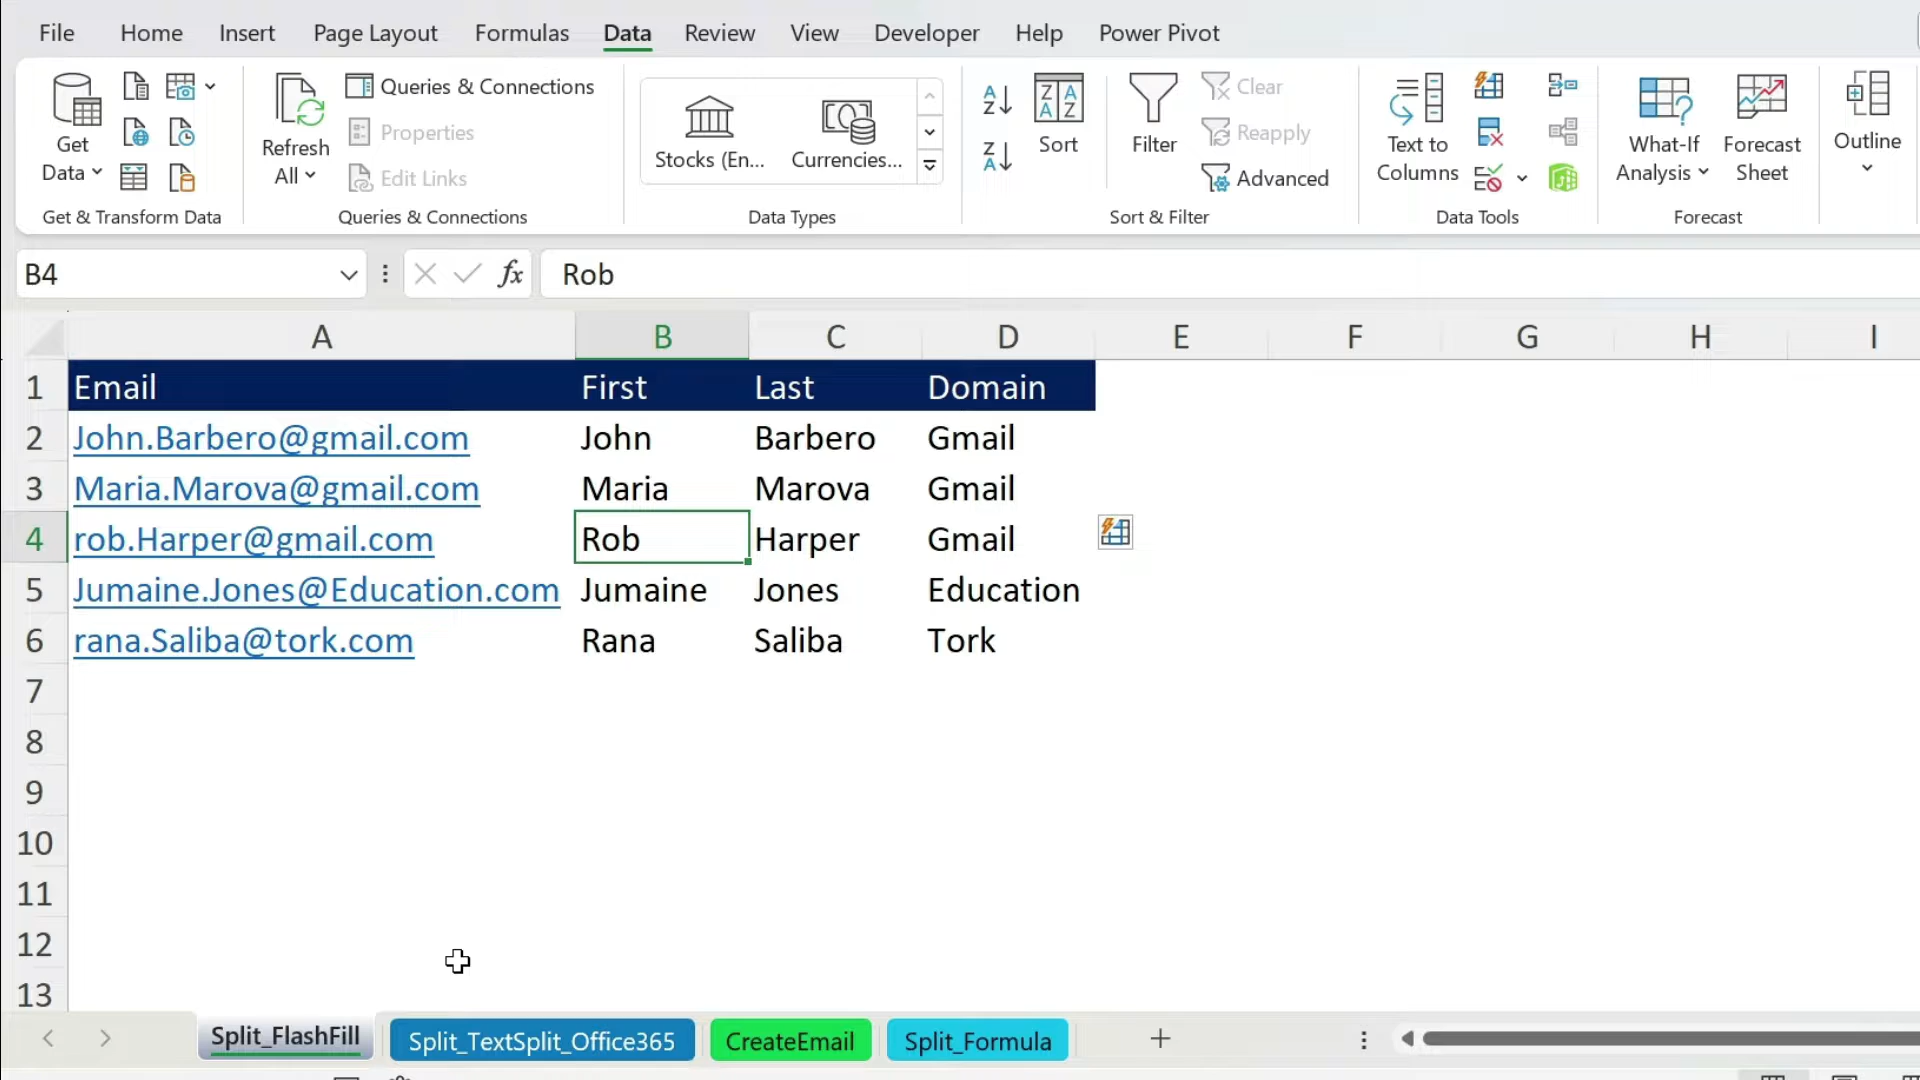 File Home Insert Page Layout Formulas Data Review View Developer Help Power Pivot
Get Data
Refresh All
Queries & Connections
Properties
Edit Links
Stocks (En...
Currencies...
A Z
Z A
Z A A Z
Sort
Filter
Clear
Reapply
Advanced
Text to Columns
What-If Analysis
Forecast Sheet
Outline
Get & Transform Data
Queries & Connections
Data Types
Sort & Filter
Data Tools
Forecast
B4 fx Rob
A B C D E F G H I
1 Email First Last Domain
2 John.Barbero@gmail.com John Barbero Gmail
3 Maria.Marova@gmail.com Maria Marova Gmail
4 rob.Harper@gmail.com Rob Harper Gmail
5 Jumaine.Jones@Education.com Jumaine Jones Education
6 rana.Saliba@tork.com Rana Saliba Tork
7
8
9
10
11
12
13
Split_FlashFill Split_TextSplit_Office365 CreateEmail Split_Formula